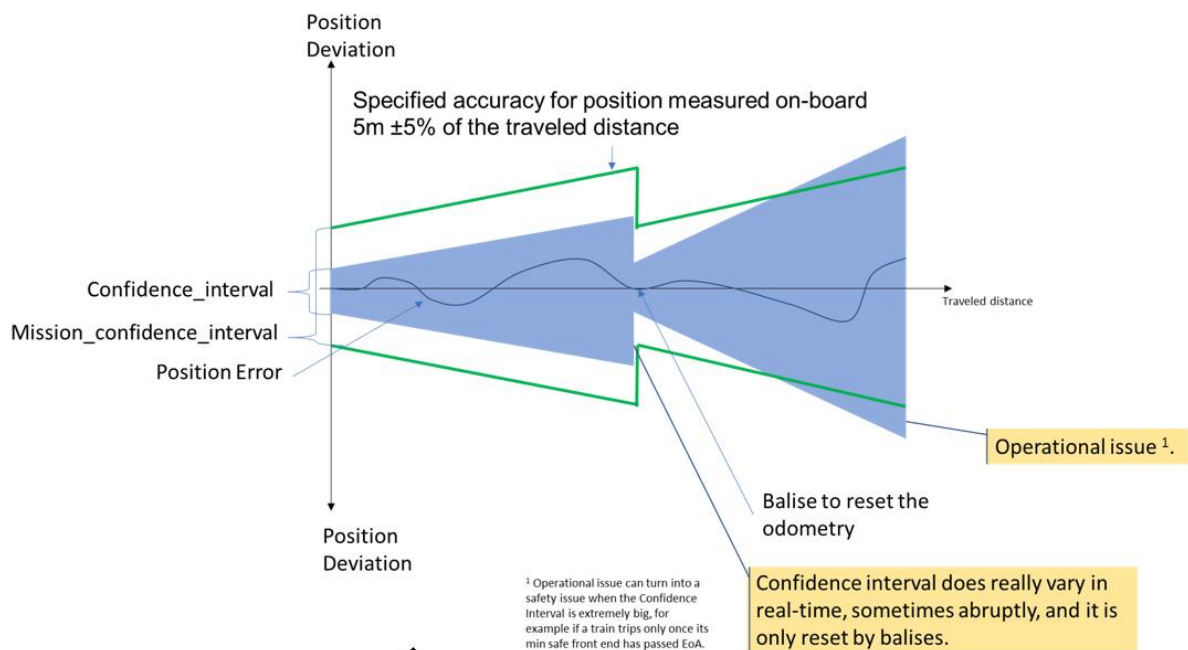 Position
Deviation
Specified accuracy for position measured on-board
5m ±5% of the traveled distance
Confidence_interval
Traveled distance
Mission_confidence_interval
Position Error
Operational issue ¹.
Balise to reset the
odometry
Position
Deviation
¹ Operational issue can turn into a
safety issue when the Confidence
Interval is extremely big, for
example if a train trips only once its
min safe front end has passed EoA.
Confidence interval does really vary in
real-time, sometimes abruptly, and it is
only reset by balises.